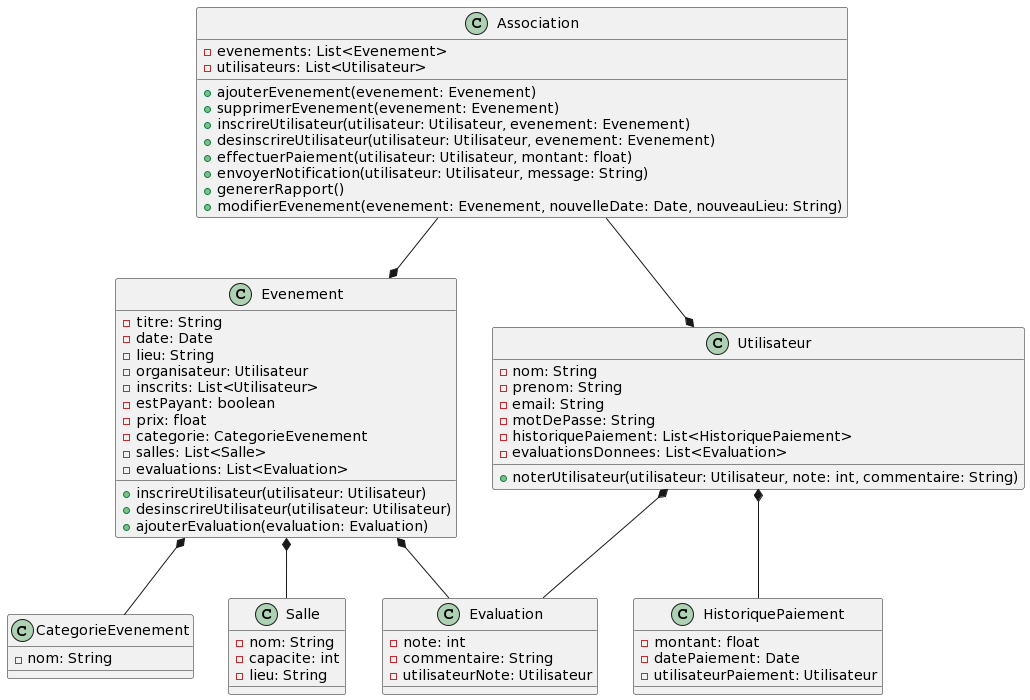 C Association
evenements: List<Evenement>
utilisateurs: List<Utilisateur>
ajouterEvenement(evenement: Evenement)
supprimerEvenement(evenement: Evenement)
inscrireUtilisateur(utilisateur: Utilisateur, evenement: Evenement)
desinscrireUtilisateur(utilisateur: Utilisateur, evenement: Evenement)
effectuerPaiement(utilisateur: Utilisateur, montant: float)
envoyerNotification(utilisateur: Utilisateur, message: String)
genererRapport()
modifierEvenement(evenement: Evenement, nouvelleDate: Date, nouveauLieu: String)
C Evenement
titre: String
date: Date
lieu: String
organisateur: Utilisateur
inscrits: List<Utilisateur>
estPayant: boolean
prix: float
categorie: CategorieEvenement
salles: List<Salle>
evaluations: List<Evaluation>
inscrireUtilisateur(utilisateur: Utilisateur)
desinscrireUtilisateur(utilisateur: Utilisateur)
ajouterEvaluation(evaluation: Evaluation)
C Utilisateur
nom: String
prenom: String
email: String
motDePasse: String
historiquePaiement: List<HistoriquePaiement>
evaluationsDonnees: List<Evaluation>
noterUtilisateur(utilisateur: Utilisateur, note: int, commentaire: String)
C CategorieEvenement
nom: String
C Salle
nom: String
capacite: int
lieu: String
C Evaluation
note: int
commentaire: String
utilisateurNote: Utilisateur
C HistoriquePaiement
montant: float
datePaiement: Date
utilisateurPaiement: Utilisateur